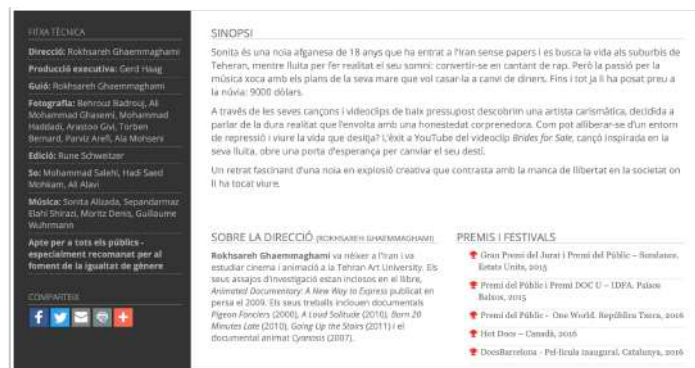 FITXA TÈCNICA
Direcció: Rokhsareh Ghaemmaghami
Producció executiva: Gerd Haag
Guió: Rokhsareh Ghaemmaghami
Fotografia: Behrouz Badrouj, Ali
Mohammad Ghasemi, Mohammad
Haddadi, Arastoo Givi, Torben
Bernard, Parviz Arefi, Ala Mohseni
Edició: Rune Schweitzer
So: Mohammad Salehi, Hadi Saed
Mohkam, Ali Alavi
Música: Sonita Alizada, Sepandarmaz
Elahi Shirazi, Moritz Denis, Guillaume
Wuhrmann
Apte per a tots els públics -
especialment recomanat per al
foment de la igualtat de gènere
COMPARTEIX
SINOPSI
Sonita és una noia afganesa de 18 anys que ha entrat a l'Iran sense papers i es busca la vida als suburbis de
Teheran, mentre lluita per fer realitat el seu somni: convertir-se en cantant de rap. Però la passió per la
música xoca amb els plans de la seva mare que vol casar-la a canvi de diners. Fins i tot ja li ha posat preu a
la núvia: 9000 dòlars.
A través de les seves cançons i videoclips de baix pressupost descobrim una artista carismàtica, decidida a
parlar de la dura realitat que l'envolta amb una honestedat corprenedora. Com pot alliberar-se d'un entorn
de repressió i viure la vida que desitja? L'èxit a YouTube del videoclip Brides for Sale, cançó inspirada en la
seva lluita, obre una porta d'esperança per canviar el seu destí.
Un retrat fascinant d'una noia en explosió creativa que contrasta amb la manca de llibertat en la societat on
li ha tocat viure.
SOBRE LA DIRECCIÓ (ROKHSAREH GHAEMMAGHAMI)
Rokhsareh Ghaemmaghami va néixer a l'Iran i va
estudiar cinema i animació a la Tehran Art University. Els
seus assajos d'investigació estan inclosos en el llibre,
Animated Documentary: A New Way to Express publicat en
persa el 2009. Els seus treballs inclouen documentals
Pigeon Fanciers (2000), A Loud Solitude (2010), Born 20
Minutes Late (2010), Going Up the Stairs (2011) i el
documental animat Cyanosis (2007).
PREMIS I FESTIVALS
Gran Premi del Jurat i Premi del Públic – Sundance,
Estats Units, 2015
Premi del Públic i Premi DOC U – IDFA, Països
Baixos, 2015
Premi del Públic - One World, República Txeca, 2016
Hot Docs – Canadà, 2016
DocsBarcelona - Pel·lícula inaugural, Catalunya, 2016